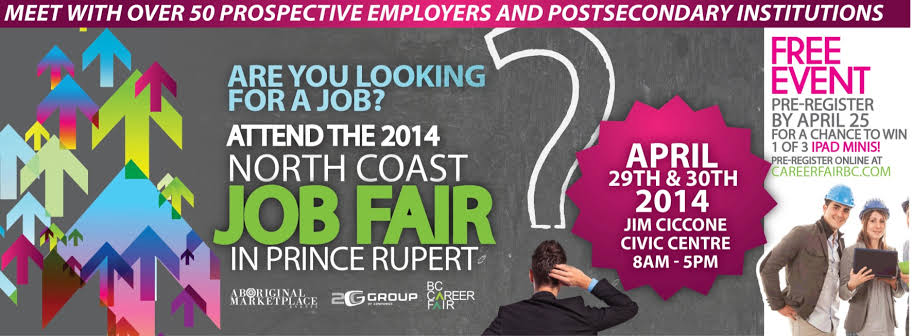 MEET WITH OVER 50 PROSPECTIVE EMPLOYERS AND POSTSECONDARY INSTITUTIONS
ARE YOU LOOKING
FOR A JOB?
ATTEND THE 2014
NORTH COAST
JOB FAIR
IN PRINCE RUPERT
ABORIGINAL
MARKETPLACE
EVENTS
2G GROUP
OF COMPANIES
BC
CAREER
FAIR
?
APRIL
29TH & 30TH
2014
JIM CICCONE
CIVIC CENTRE
8AM - 5PM
FREE
EVENT
PRE-REGISTER
BY APRIL 25
FOR A CHANCE TO WIN
1 OF 3 IPAD MINIS!
PRE-REGISTER ONLINE AT
CAREERFAIRBC.COM